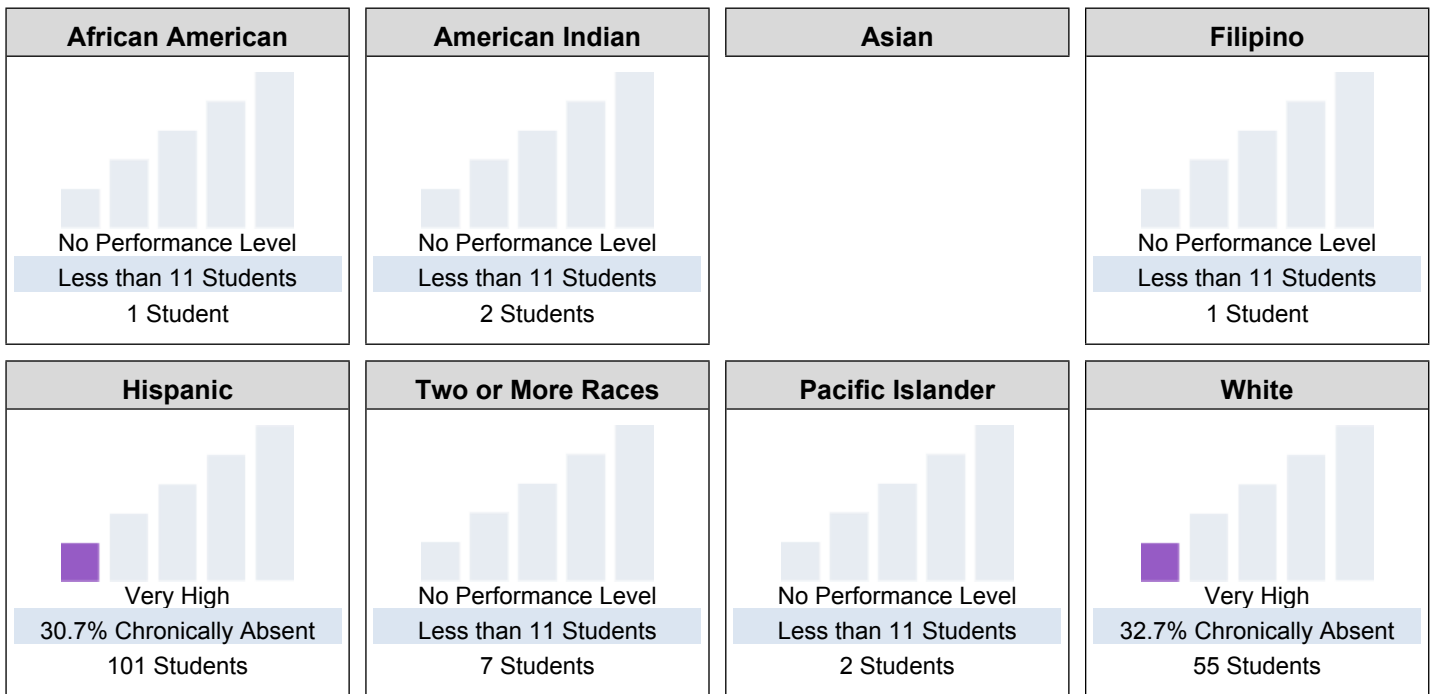 African American
No Performance Level
Less than 11 Students
1 Student
American Indian
No Performance Level
Less than 11 Students
2 Students
Asian
Filipino
No Performance Level
Less than 11 Students
1 Student
Hispanic
Very High
30.7% Chronically Absent
101 Students
Two or More Races
No Performance Level
Less than 11 Students
7 Students
Pacific Islander
No Performance Level
Less than 11 Students
2 Students
White
Very High
32.7% Chronically Absent
55 Students